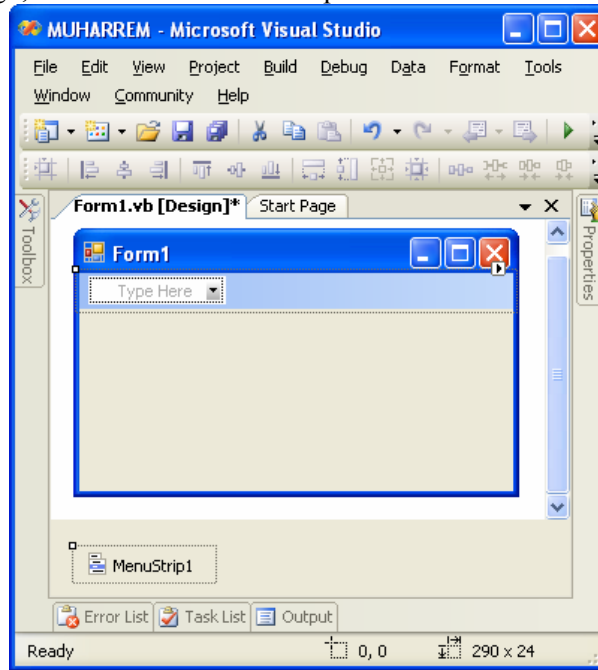 MUHARREM - Microsoft Visual Studio
File Edit View Project Build Debug Data Format Tools
Window Community Help
Form1.vb [Design]* Start Page
Toolbox
Properties
Form1
Type Here
MenuStrip1
Error List Task List Output
Ready 0, 0 290 x 24